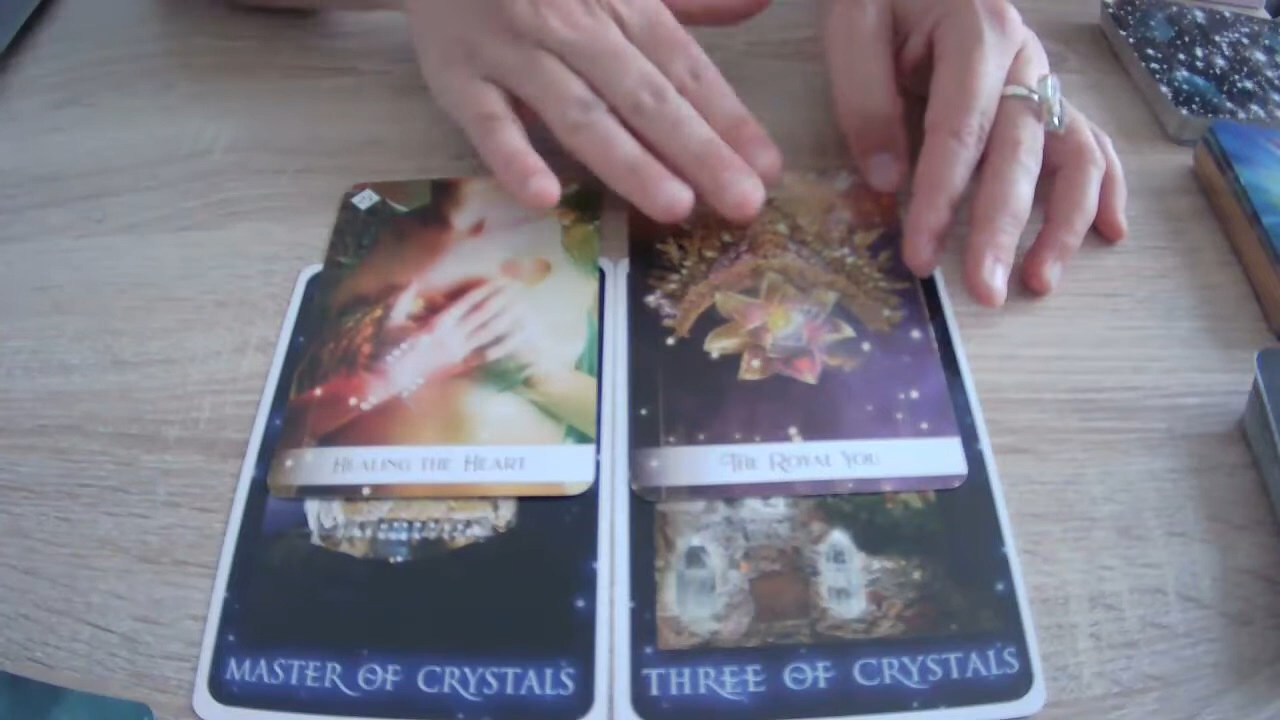 Healing the Heart
The Royal You
MASTER OF CRYSTALS
THREE OF CRYSTALS